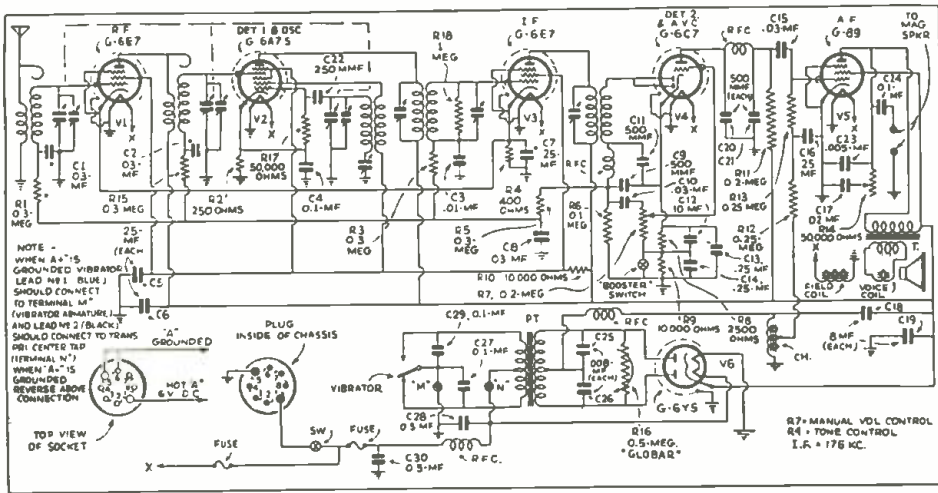 R F
G-6E7
DET 1 & OSC
G 6A7S
C22
250 MMF
R18
1
MEG
I F
G-6E7
DET 2
& AVC
G-6C7
R F C
C15
.03-MF
A F
G-89
TO
MAG
SPKR
V1
V2
V3
V4
V5
X
X
X
X
X
500
MMF
(EACH)
C20
C21
C24
0.1-
MF
C23
.005-MF
C11
500
MMF
C9
500
MMF
C10
.03-MF
C12
10 MF)
C1
03-
MF
C2
03-
MF
R17
50,000
OHMS
C7
.25
MF
R.F.C.
C16
.25
MF
R11
0.2-MEG
R13
0.25 MEG
R1
0.3
-MEG
R15
0.3 MEG
R2
250 OHMS
C4
0.1-MF
C3
.01-MF
R4
400
OHMS
R6
0.1
MEG
C13
.25 MF
C14
.25-MF
R12
0.25-
MEG
C17
02 MF
R14
50,000
OHMS
T.
R3
0.3
MEG
R5
0.3
-MEG
C8
03 MF
25-
MF
(EACH
C5
C6
R10 10,000 OHMS
R7, 0.2-MEG
"BOOSTER"
SWITCH
X
FIELD
COIL
VOICE
COIL
NOTE -
WHEN A+" IS
GROUNDED VIBRATOR
LEAD Nº 1 BLUE)
SHOULD CONNECT
TO TERMINAL M"
(VIBRATOR ARMATURE)
AND LEAD Nº 2 (BLACK)
SHOULD CONNECT TO TRANS
PRI CENTER TAP
(TERMINAL N")
WHEN "A-" IS
GROUNDED
REVERSE ABOVE
CONNECTION
"A"
GROUNDED
HOT "A"
6 V DC
TOP VIEW
OF SOCKET
PLUG
INSIDE OF CHASSIS
C29, 0.1-MF
PT
C27
0.1-MF
VIBRATOR
"M"
"N"
C28
0.5 MF
R.F.C.
C25
.008-
MF
(EACH)
C26
R9
10,000 OHMS
R8
2500
OHMS
CH.
C18
8 MF
(EACH)
C19
V6
G-6Y5
R16
0.5-MEG.
"GLOBAR"
SW
FUSE
R.F.C.
C30
0.5-MF
X
FUSE
R7=MANUAL VOL CONTROL
R4 = TONE CONTROL
I.F. = 176 KC.